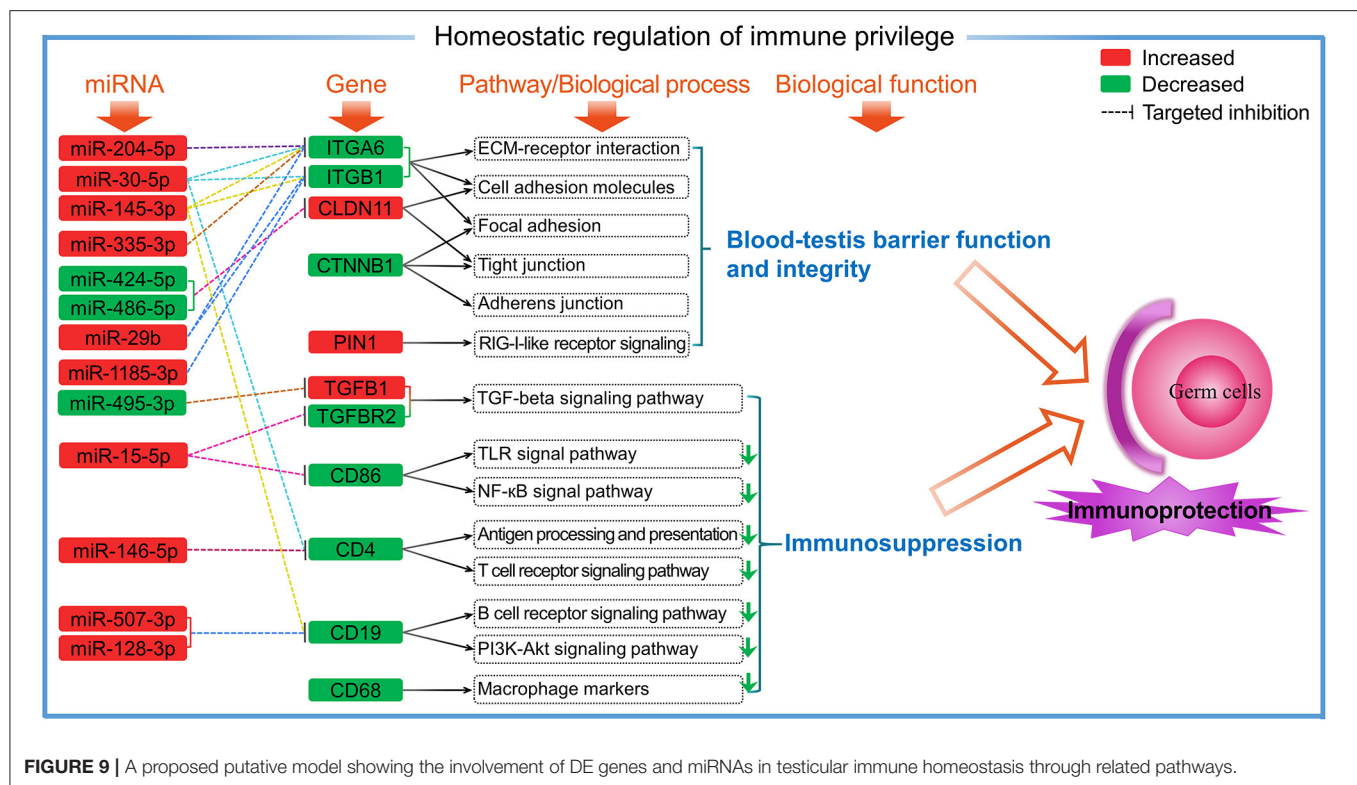 Homeostatic regulation of immune privilege
Increased
Decreased
Targeted inhibition
miRNA
Gene
Pathway/Biological process
Biological function
miR-204-5p
miR-30-5p
miR-145-3p
miR-335-3p
miR-424-5p
miR-486-5p
miR-29b
miR-1185-3p
miR-495-3p
miR-15-5p
miR-146-5p
miR-507-3p
miR-128-3p
ITGA6
ITGB1
CLDN11
CTNNB1
PIN1
TGFB1
TGFBR2
CD86
CD4
CD19
CD68
ECM-receptor interaction
Cell adhesion molecules
Focal adhesion
Tight junction
Adherens junction
RIG-I-like receptor signaling
TGF-beta signaling pathway
TLR signal pathway
NF-κB signal pathway
Antigen processing and presentation
T cell receptor signaling pathway
B cell receptor signaling pathway
PI3K-Akt signaling pathway
Macrophage markers
Blood-testis barrier function
and integrity
Immunosuppression
Germ cells
Immunoprotection
FIGURE 9 | A proposed putative model showing the involvement of DE genes and miRNAs in testicular immune homeostasis through related pathways.